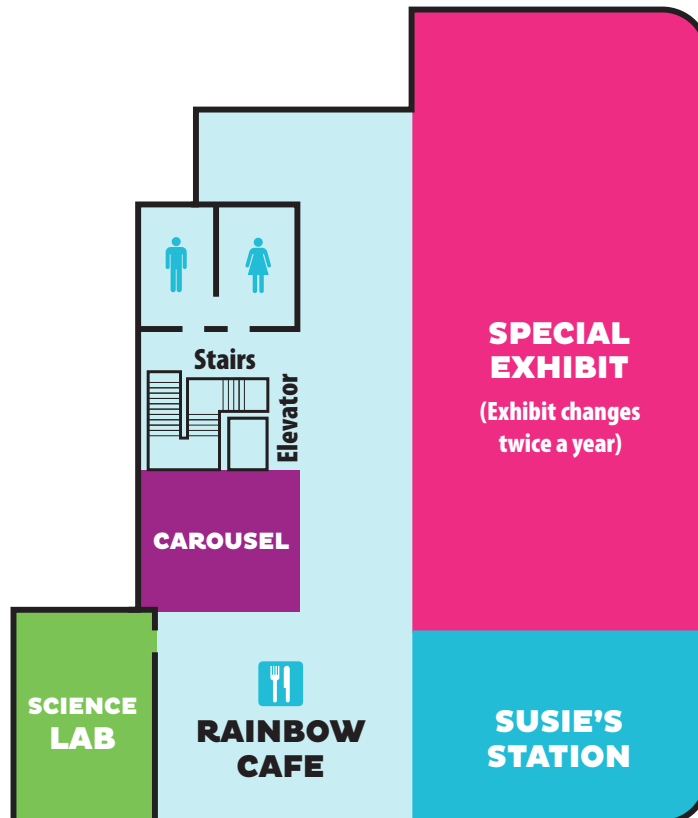 SPECIAL
EXHIBIT
(Exhibit changes
twice a year)
Stairs
Elevator
CAROUSEL
SCIENCE
LAB
RAINBOW
CAFE
SUSIE’S
STATION